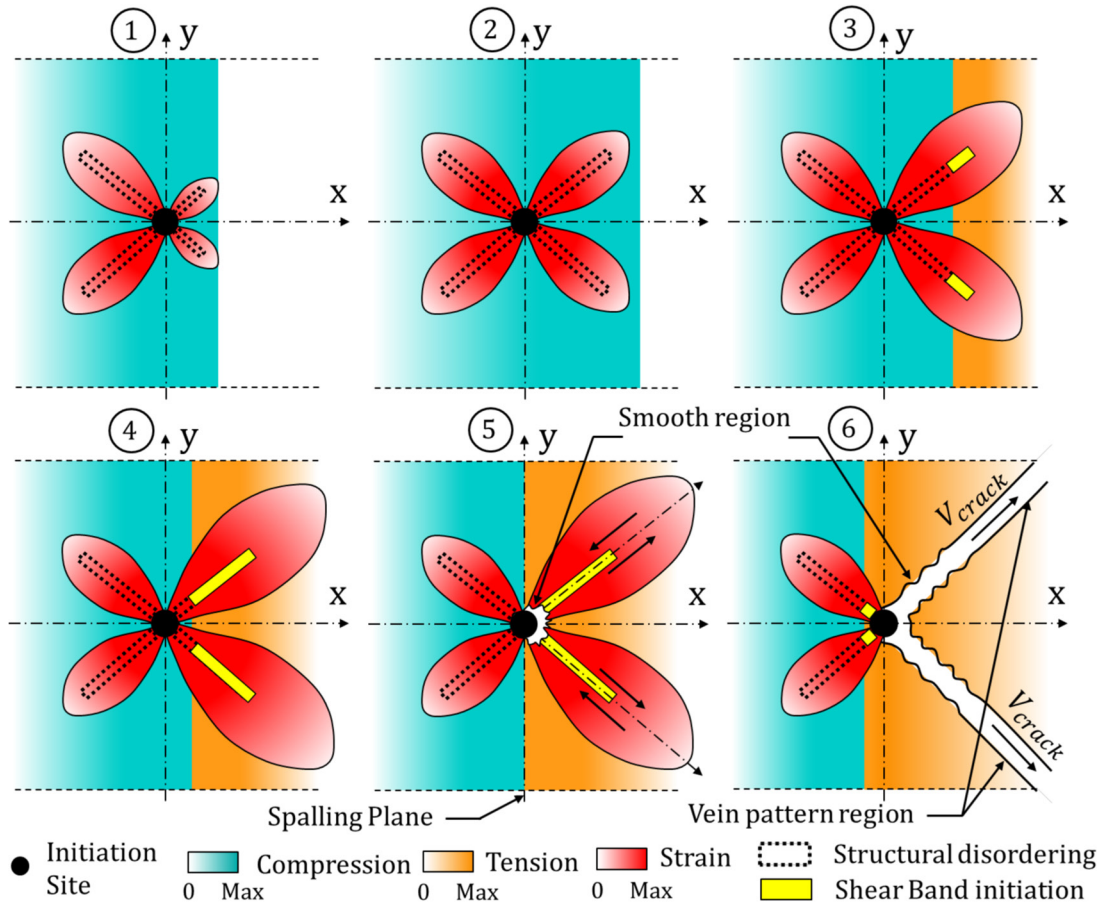 1
y
x
2
y
x
3
y
x
4
y
x
5
y
x
6
y
x
Smooth region
V crack
V crack
Spalling Plane
Vein pattern region
Initiation
Site
Compression
0 Max
Tension
0 Max
Strain
0 Max
Structural disordering
Shear Band initiation